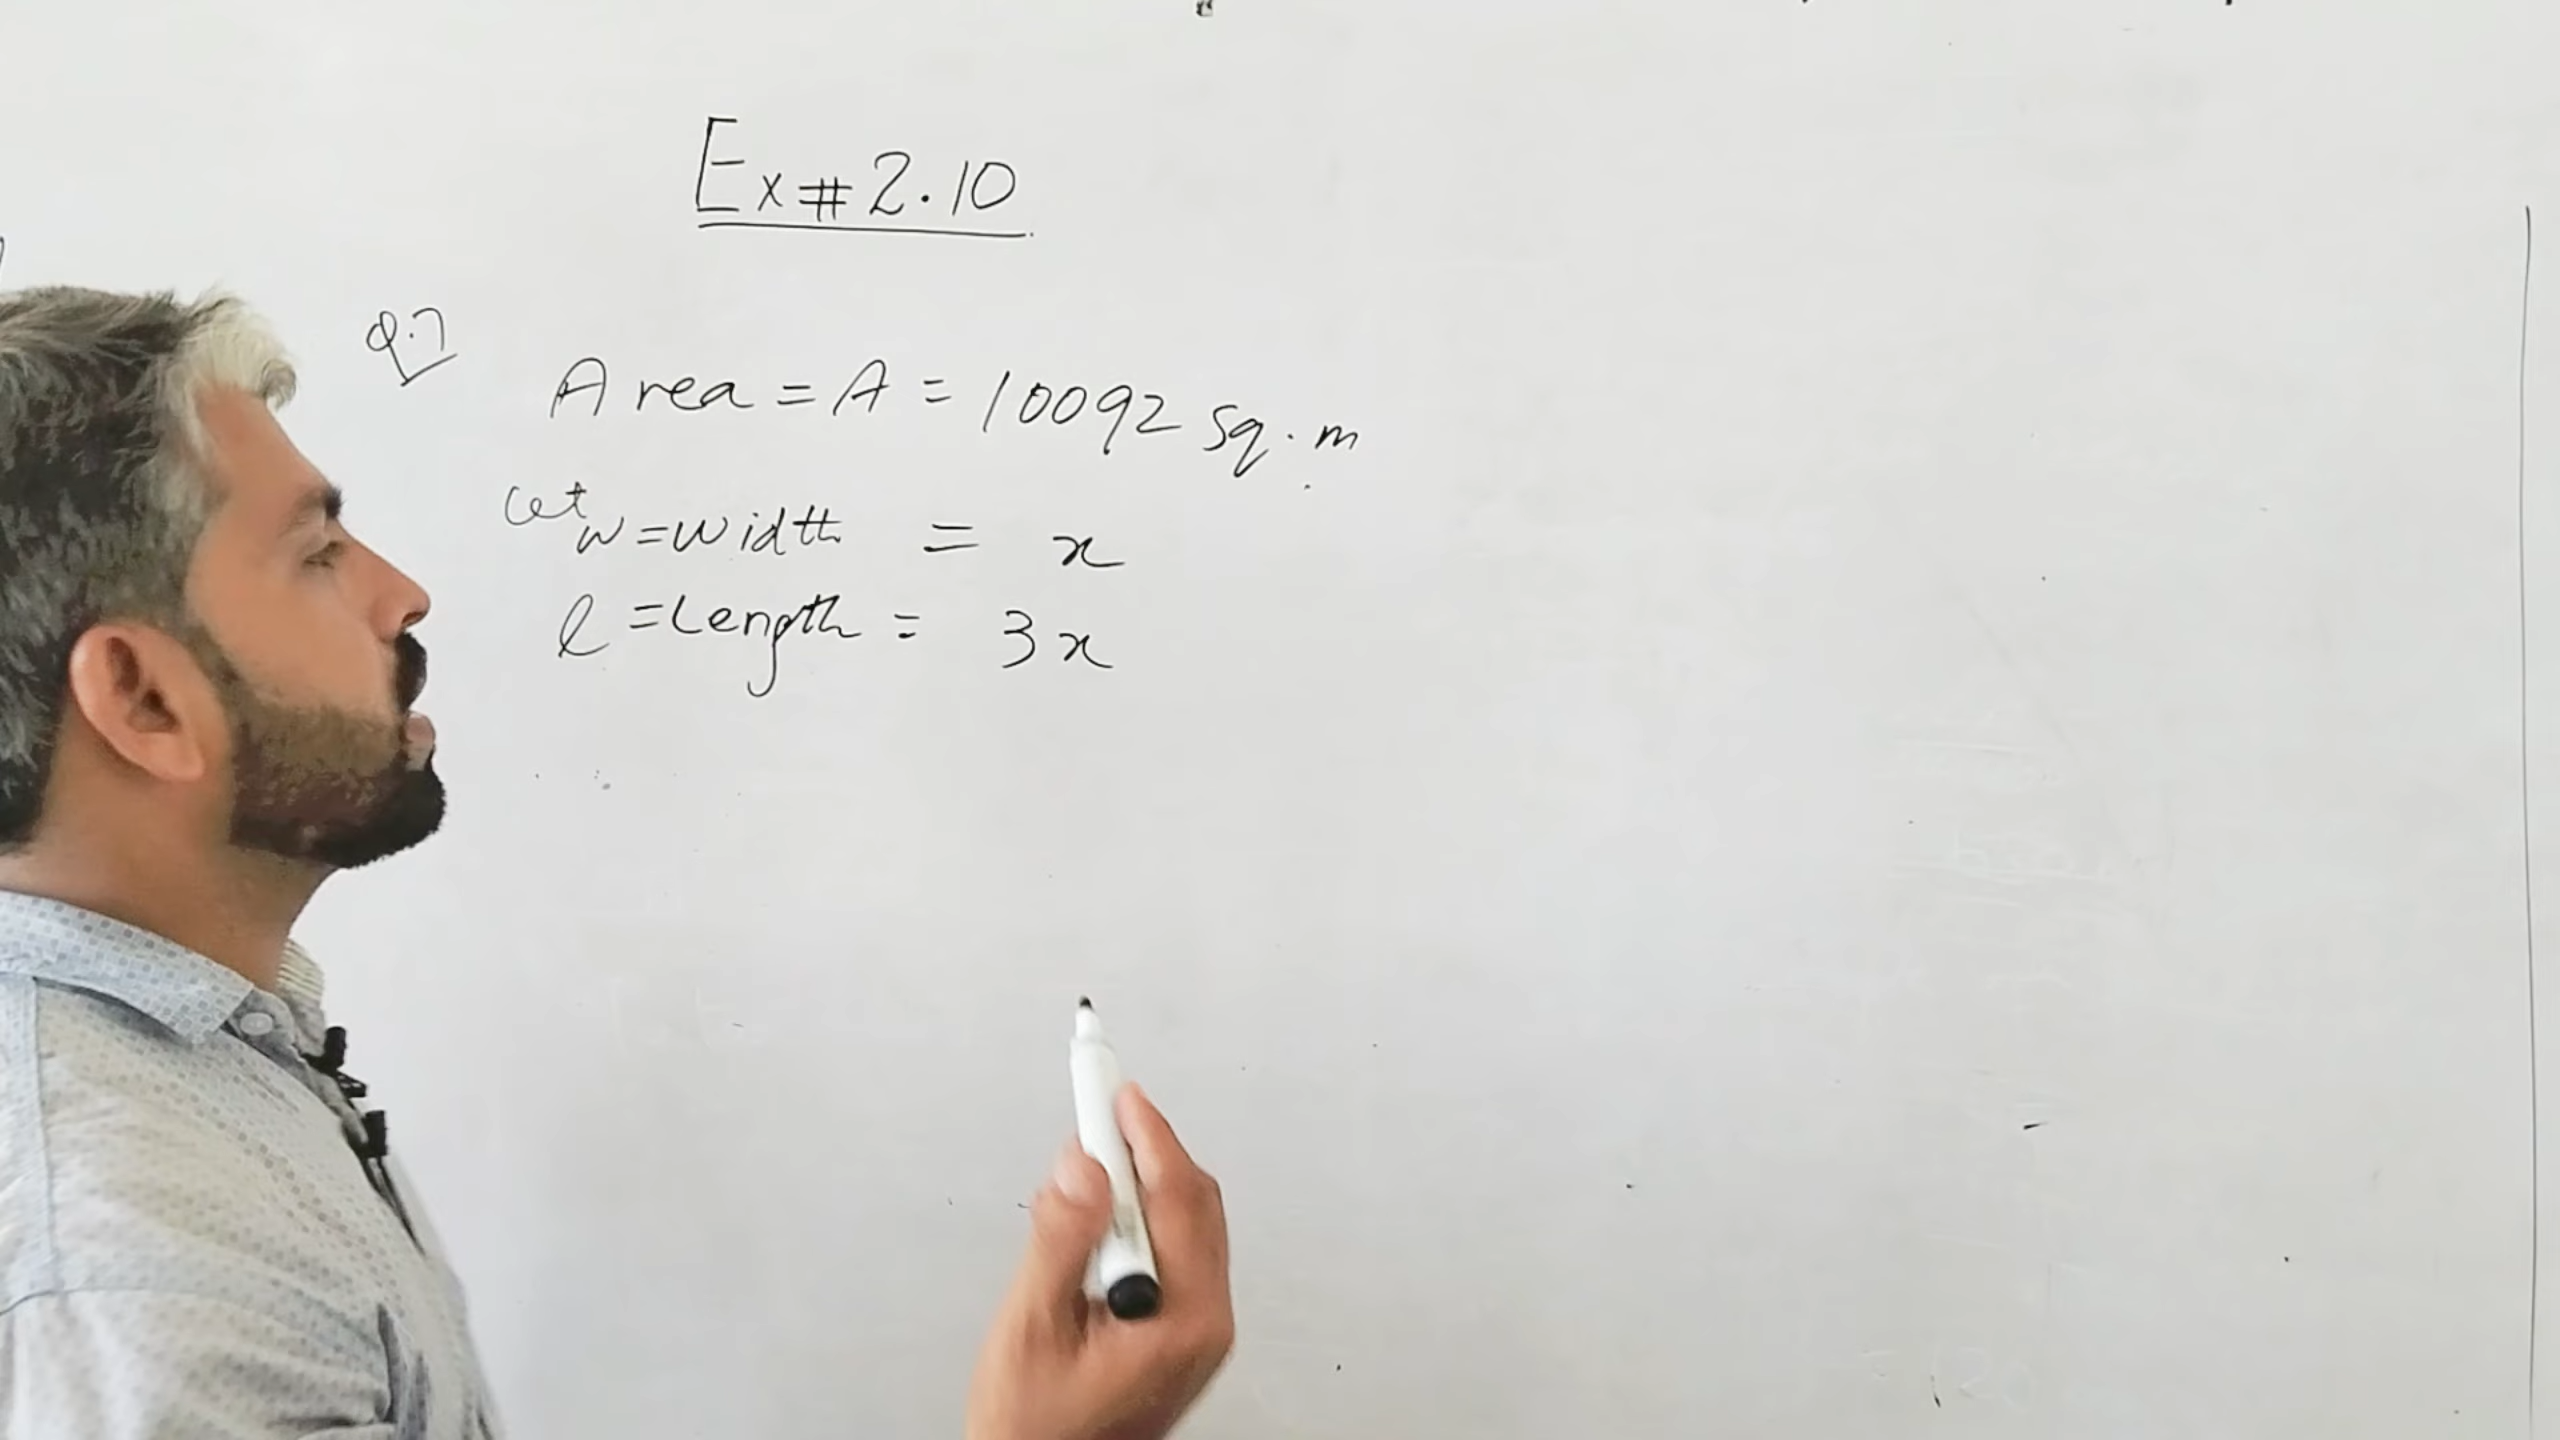 Ex#2.10
Q.7
Area = A = 10092 sq.m
let w = width = x
l = Length = 3x